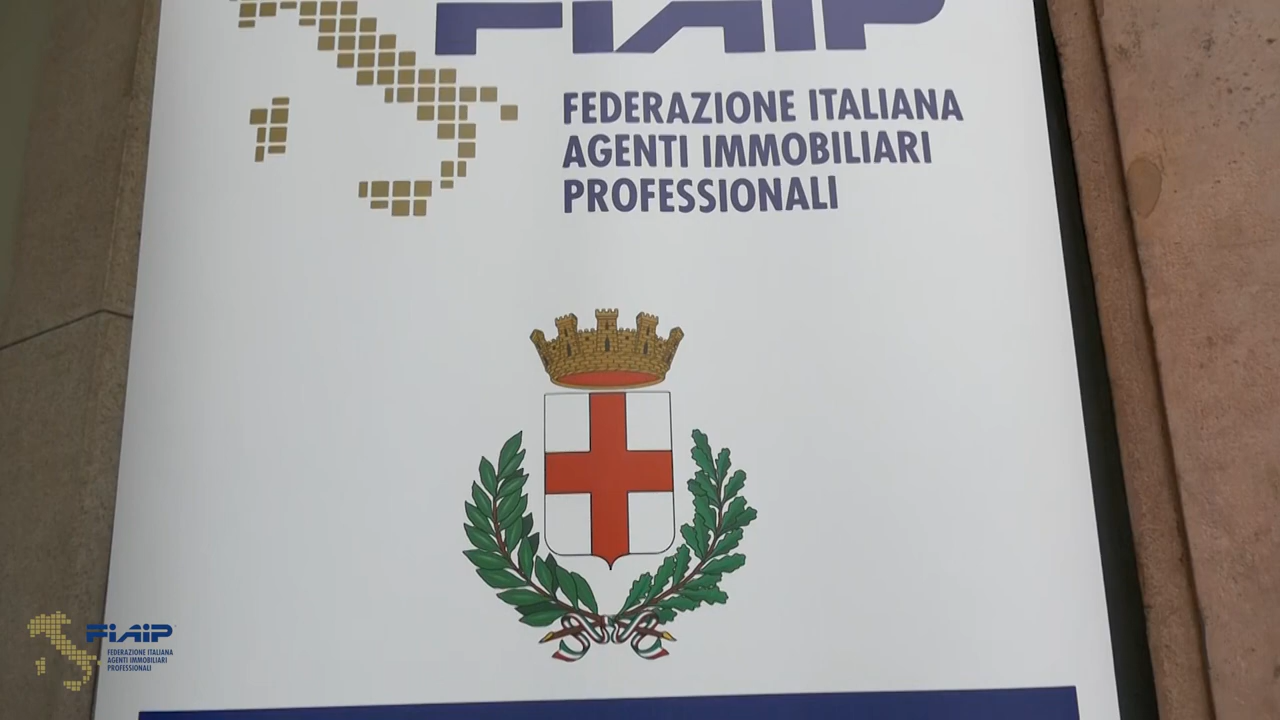 FIAIP
FEDERAZIONE ITALIANA
AGENTI IMMOBILIARI
PROFESSIONALI
FIAIP
FEDERAZIONE ITALIANA
AGENTI IMMOBILIARI
PROFESSIONALI